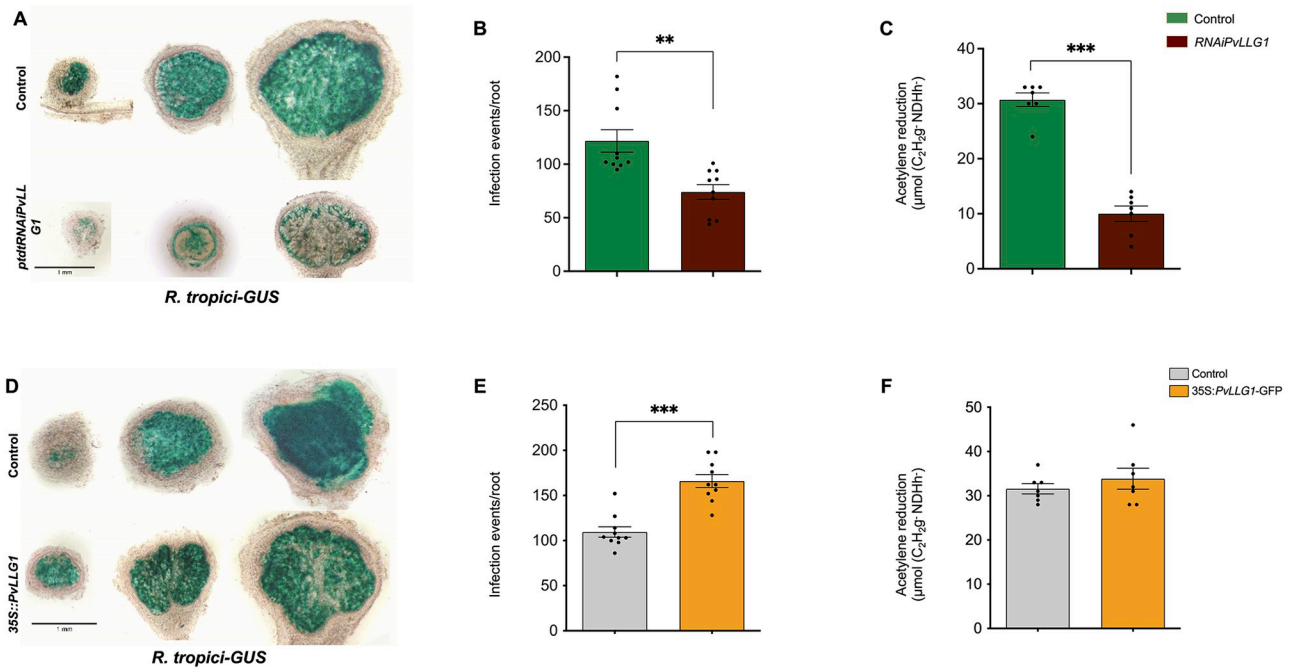 A
Control
ptdtRNAiPvLL
G1
1 mm
R. tropici-GUS
B
Infection events/root
200
150
100
50
0
**
C
Acetylene reduction
(µmol (C₂H₂g⁻ NDHh⁻)
40
30
20
10
0
***
Control
RNAiPvLLG1
D
Control
35S::PvLLG1
1 mm
R. tropici-GUS
E
Infection events/root
250
200
150
100
50
0
***
F
Acetylene reduction
(µmol (C₂H₂g⁻ NDHh⁻)
50
40
30
20
10
0
Control
35S:PvLLG1-GFP